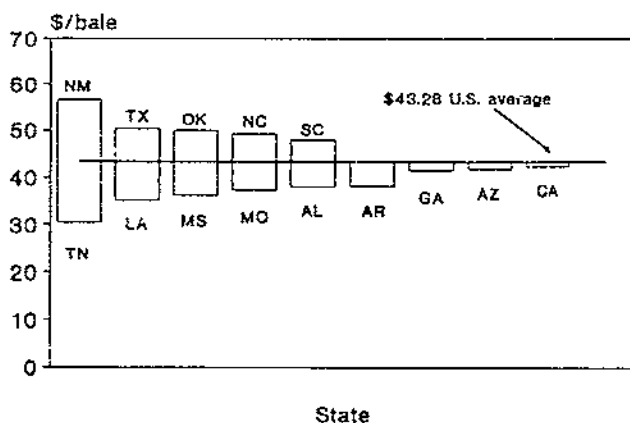 $/bale
70
60
50
40
30
20
10
0
NM
TX
OK
NC
SC
$43.28 U.S. average
TN
LA
MS
MO
AL
AR
GA
AZ
CA
State